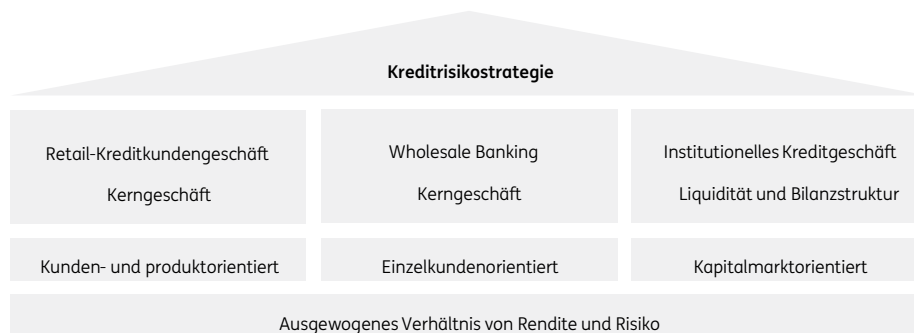 Kreditrisikostrategie
Retail-Kreditkundengeschäft
Kerngeschäft
Wholesale Banking
Kerngeschäft
Institutionelles Kreditgeschäft
Liquidität und Bilanzstruktur
Kunden- und produktorientiert
Einzelkundenorientiert
Kapitalmarktorientiert
Ausgewogenes Verhältnis von Rendite und Risiko